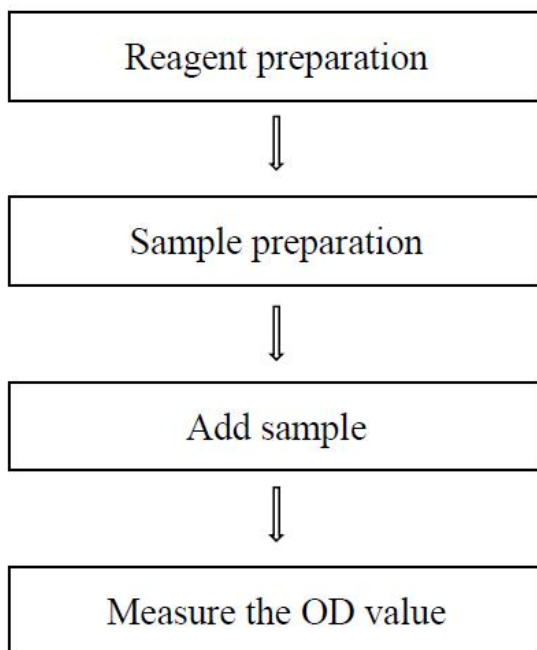 Reagent preparation
Sample preparation
Add sample
Measure the OD value